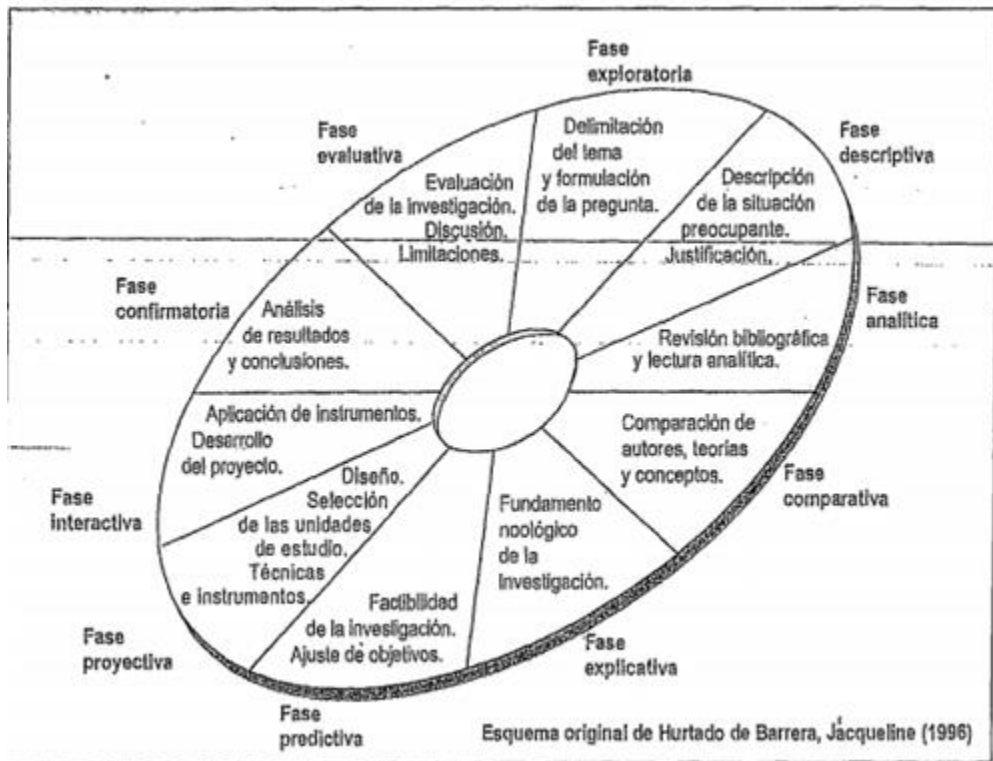 Fase
exploratoria
Delimitación
del tema
y formulación
de la pregunta.
Fase
descriptiva
Descripción
de la situación
preocupante.
Justificación.
Fase
analítica
Revisión bibliográfica
y lectura analítica.
Fase
comparativa
Comparación de
autores, teorías
y conceptos.
Fase
explicativa
Fundamento
noológico
de la
Investigación.
Fase
predictiva
Factibilidad
de la investigación.
Ajuste de objetivos.
Fase
proyectiva
Diseño.
Selección
de las unidades
de estudio.
Técnicas
e instrumentos.
Fase
interactiva
Aplicación de instrumentos.
Desarrollo
del proyecto.
Fase
confirmatoria
Análisis
de resultados
y conclusiones.
Fase
evaluativa
Evaluación
de la investigación.
Discusión.
Limitaciones.
Esquema original de Hurtado de Barrera, Jacqueline (1996)